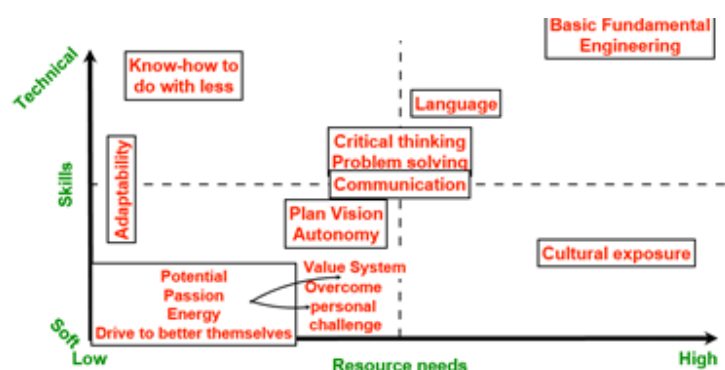 Basic Fundamental
Engineering
Technical
Know-how to
do with less
Language
Critical thinking
Problem solving
Communication
Skills
Adaptability
Plan Vision
Autonomy
Cultural exposure
Potential
Passion
Energy
Drive to better themselves
Value System
Overcome
personal
challenge
Soft
Low
Resource needs
High